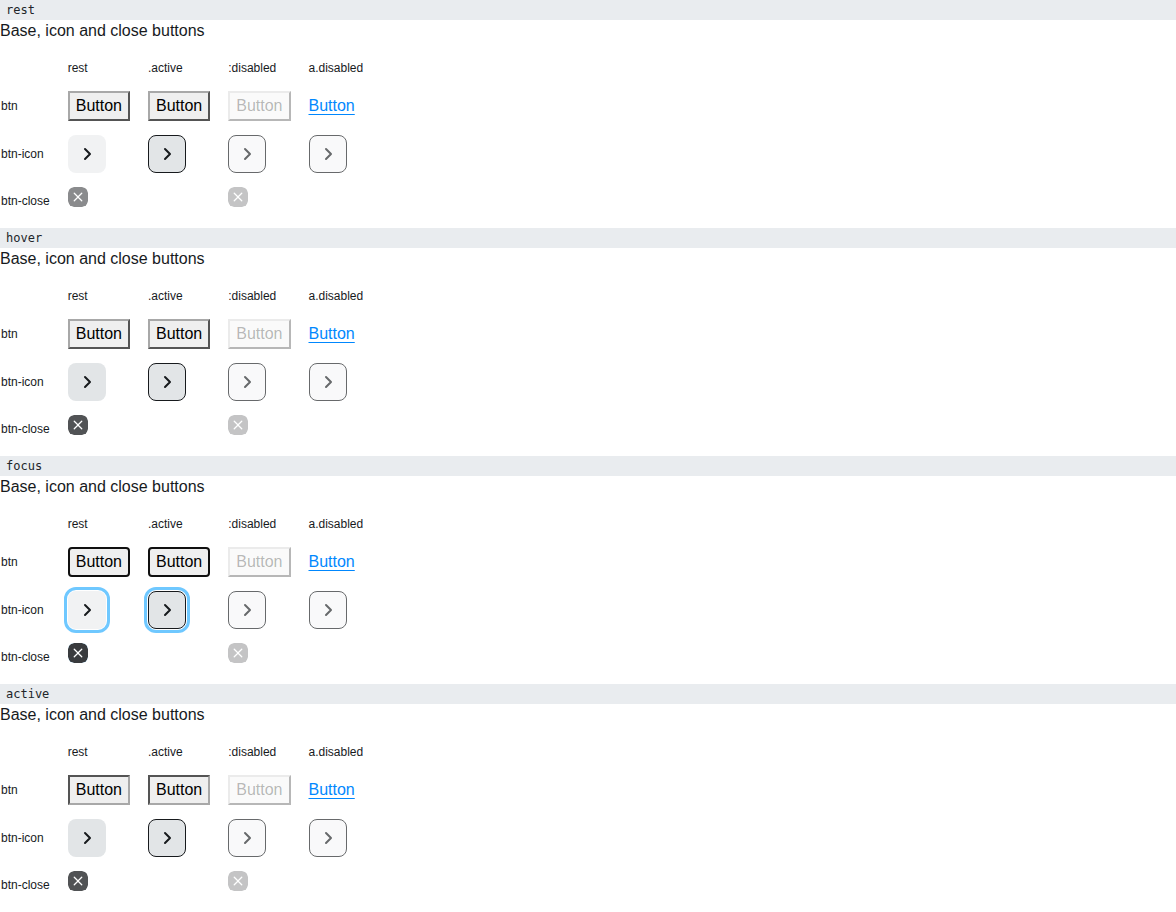 rest
Base, icon and close buttons
rest .active :disabled a.disabled
btn Button Button Button Button
btn-icon
btn-close
hover
Base, icon and close buttons
rest .active :disabled a.disabled
btn Button Button Button Button
btn-icon
btn-close
focus
Base, icon and close buttons
rest .active :disabled a.disabled
btn Button Button Button Button
btn-icon
btn-close
active
Base, icon and close buttons
rest .active :disabled a.disabled
btn Button Button Button Button
btn-icon
btn-close